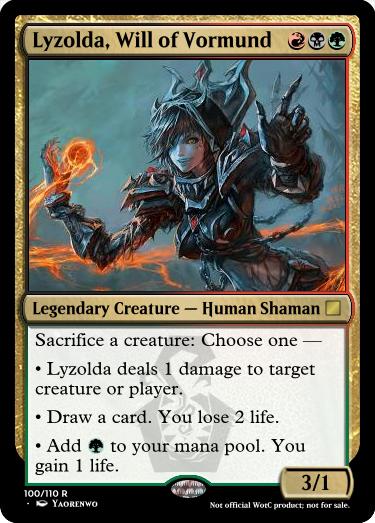 Lyzolda, Will of Vormund
Legendary Creature — Human Shaman
Sacrifice a creature: Choose one —
• Lyzolda deals 1 damage to target
creature or player.
• Draw a card. You lose 2 life.
• Add to your mana pool. You
gain 1 life.
3/1
100/110 R
· YAORENWO
Not official WotC product; not for sale.